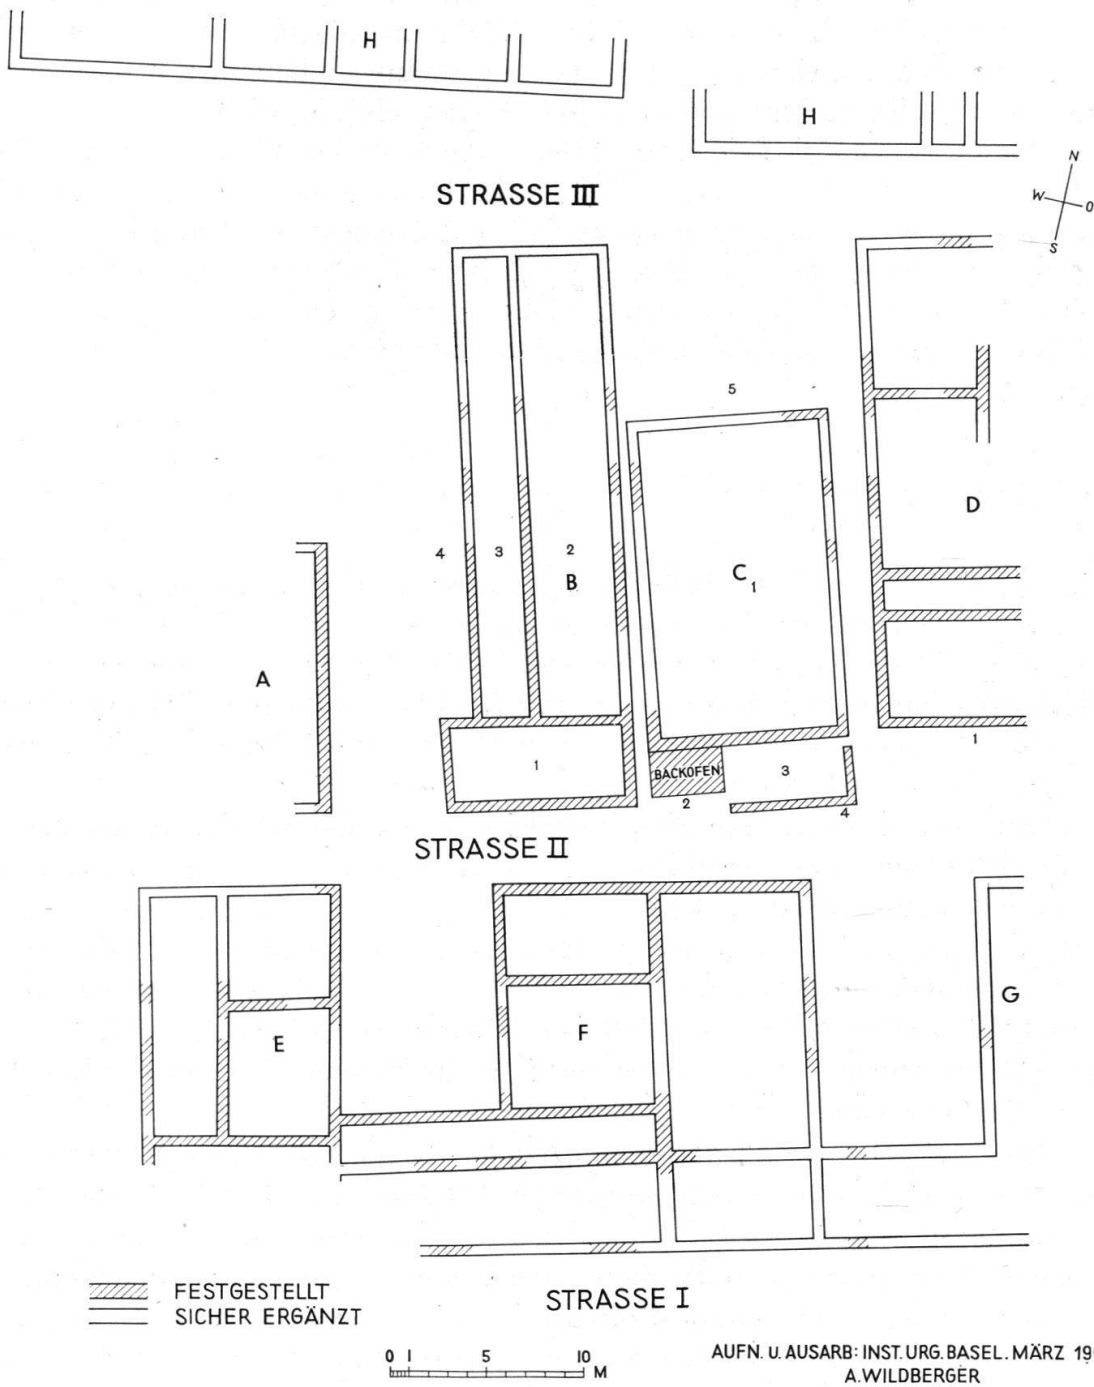 H
H
STRASSE III
N
W O
S
5
D
4 3 2
B
C1
A
1
1
BACKOFEN 3
2
4
STRASSE II
G
E F
FESTGESTELLT
SICHER ERGÄNZT
STRASSE I
0 1 5 10 M
AUFN. U. AUSARB: INST. URG. BASEL. MÄRZ 19
A. WILDBERGER